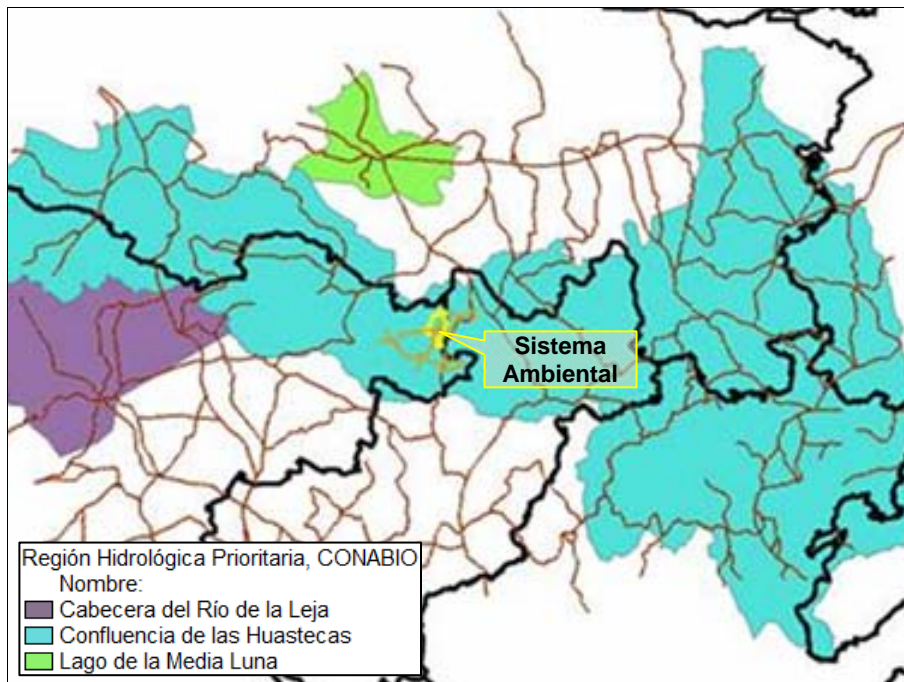 Sistema
Ambiental
Región Hidrológica Prioritaria, CONABIO
Nombre:
Cabecera del Río de la Leja
Confluencia de las Huastecas
Lago de la Media Luna